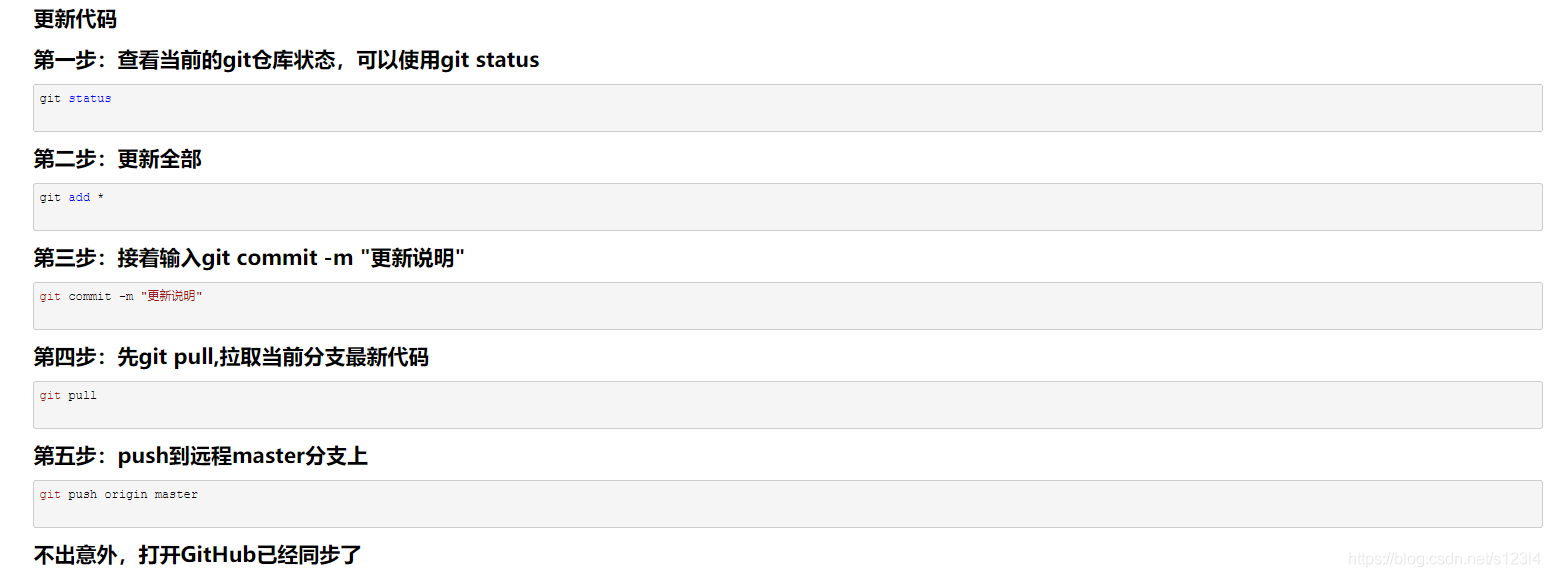 更新代码
第一步：查看当前的git仓库状态，可以使用git status
git status
第二步：更新全部
git add *
第三步：接着输入git commit -m "更新说明"
git commit -m "更新说明"
第四步：先git pull,拉取当前分支最新代码
git pull
第五步：push到远程master分支上
git push origin master
不出意外，打开GitHub已经同步了
https://blog.csdn.net/s123l4